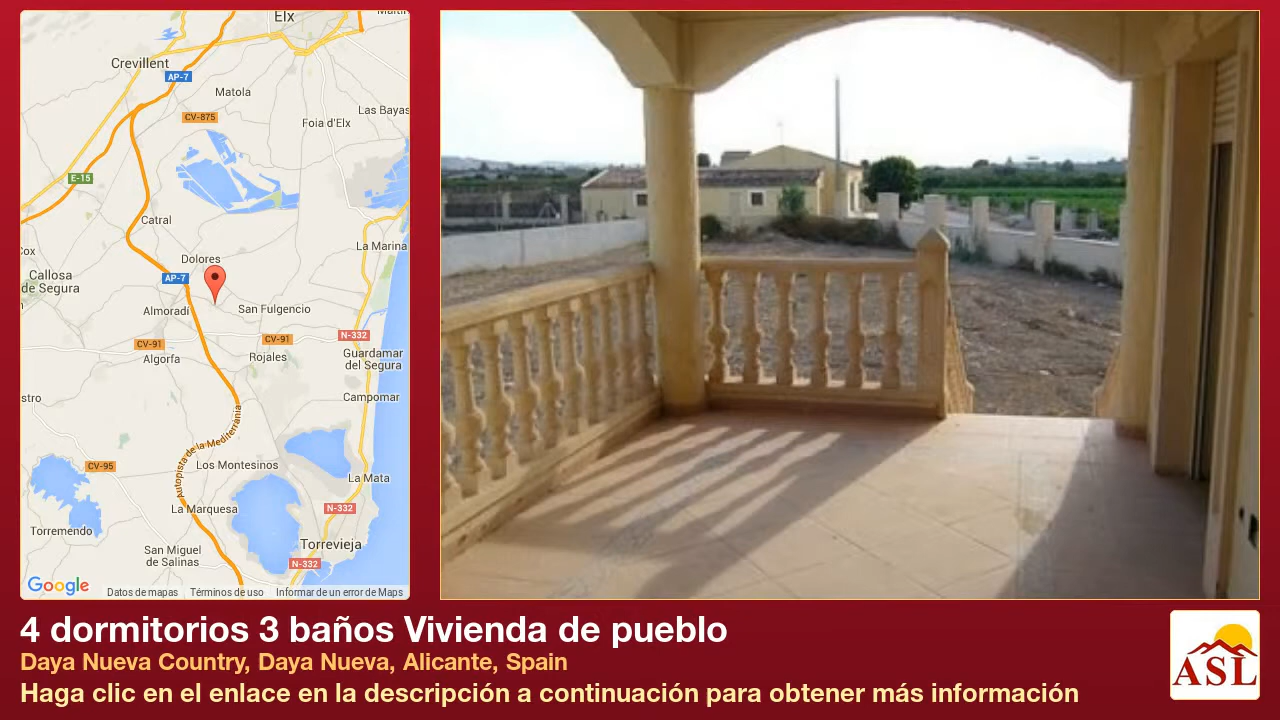 Elx
Crevillent
AP-7
Matola
CV-875
Las Bayas
Foia d'Elx
E-15
Catral
La Marina
Dolores
Callosa
de Segura
AP-7
Almoradí
San Fulgencio
CV-91
CV-91
N-332
Algorfa
Rojales
Guardamar
del Segura
Campomar
Autopista de la Mediterrània
CV-95
Los Montesinos
La Mata
La Marquesa
N-332
Torremendo
San Miguel
de Salinas
Torrevieja
N-332
Google
Datos de mapas Términos de uso Informar de un error de Maps
4 dormitorios 3 baños Vivienda de pueblo
Daya Nueva Country, Daya Nueva, Alicante, Spain
Haga clic en el enlace en la descripción a continuación para obtener más información
ASL